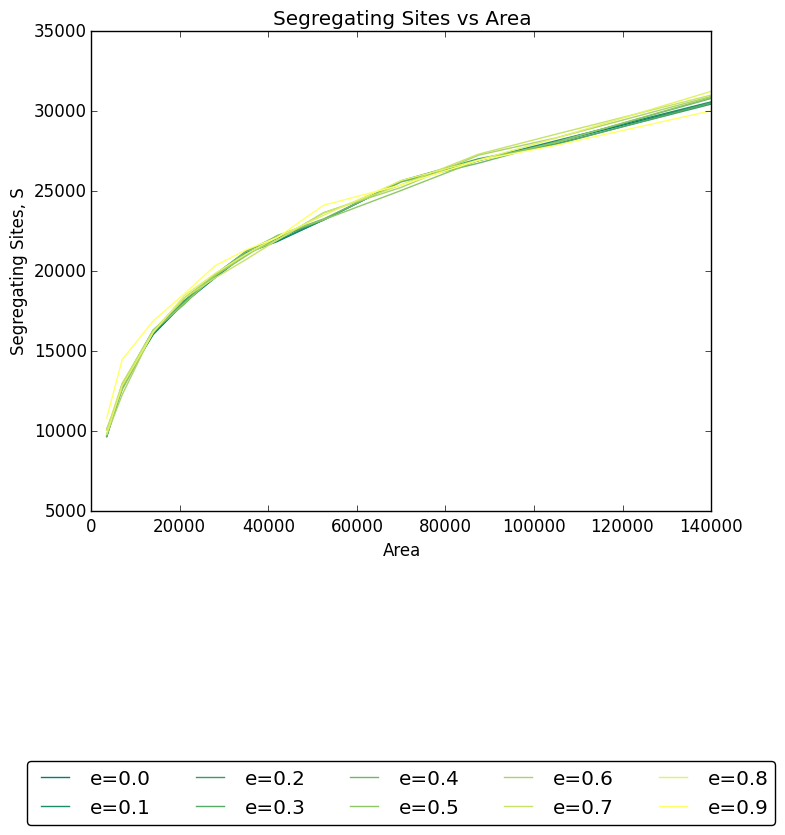 Segregating Sites vs Area
35000
30000
25000
20000
15000
10000
5000
Segregating Sites, S
0 20000 40000 60000 80000 100000 120000 140000
Area
e=0.0 e=0.2 e=0.4 e=0.6 e=0.8
e=0.1 e=0.3 e=0.5 e=0.7 e=0.9